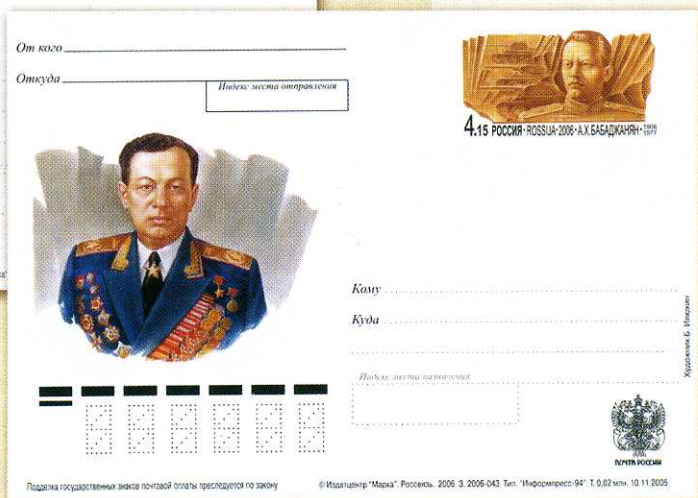 От кого
Откуда
Индекс места отправления
4.15 РОССИЯ · ROSSIJA · 2006 · А.Х.БАБАДЖАНЯН · 1906 1977
Кому
Куда
Индекс места назначения
Художник Б. Илюхин
ПОЧТА РОССИИ
Подделка государственных знаков почтовой оплаты преследуется по закону
© Издатцентр "Марка". Россвязь. 2006. З. 2006-043. Тип. "Информпресс-94". Т. 0,02 млн. 10.11.2005